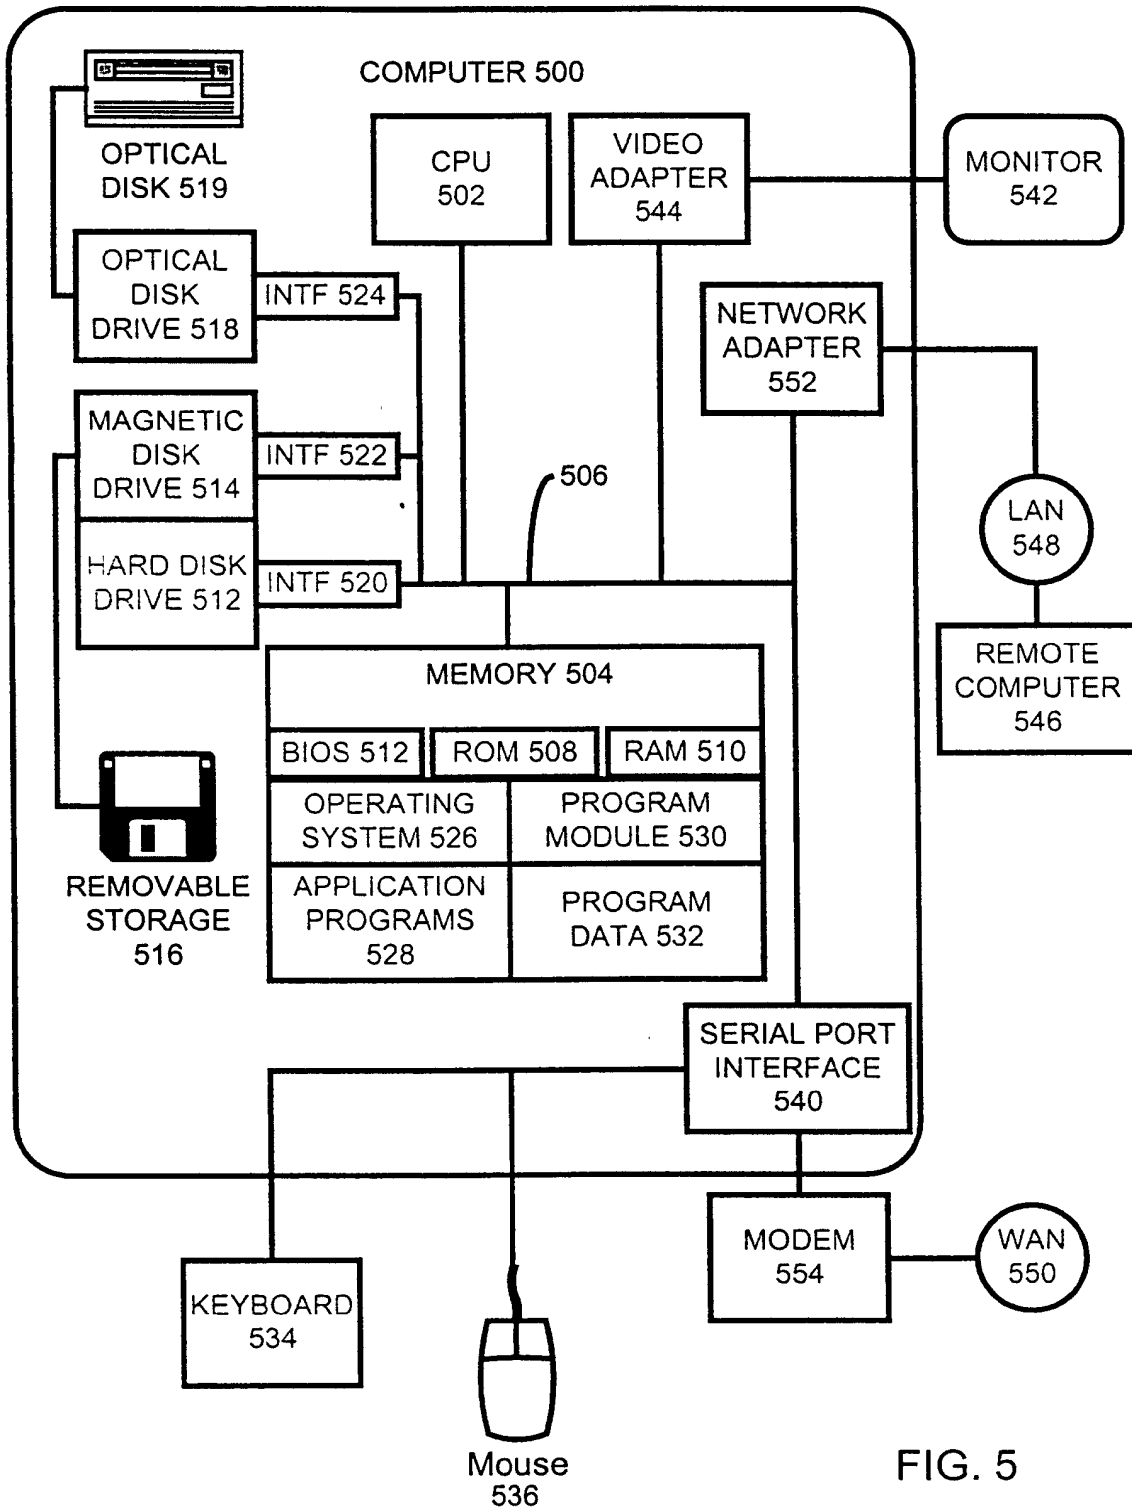 COMPUTER 500
OPTICAL
DISK 519
CPU
502
VIDEO
ADAPTER
544
MONITOR
542
OPTICAL
DISK
DRIVE 518
INTF 524
NETWORK
ADAPTER
552
MAGNETIC
DISK
DRIVE 514
INTF 522
506
LAN
548
HARD DISK
DRIVE 512
INTF 520
REMOTE
COMPUTER
546
MEMORY 504
BIOS 512
ROM 508
RAM 510
OPERATING
SYSTEM 526
PROGRAM
MODULE 530
APPLICATION
PROGRAMS
528
PROGRAM
DATA 532
REMOVABLE
STORAGE
516
SERIAL PORT
INTERFACE
540
MODEM
554
WAN
550
KEYBOARD
534
Mouse
536
FIG. 5